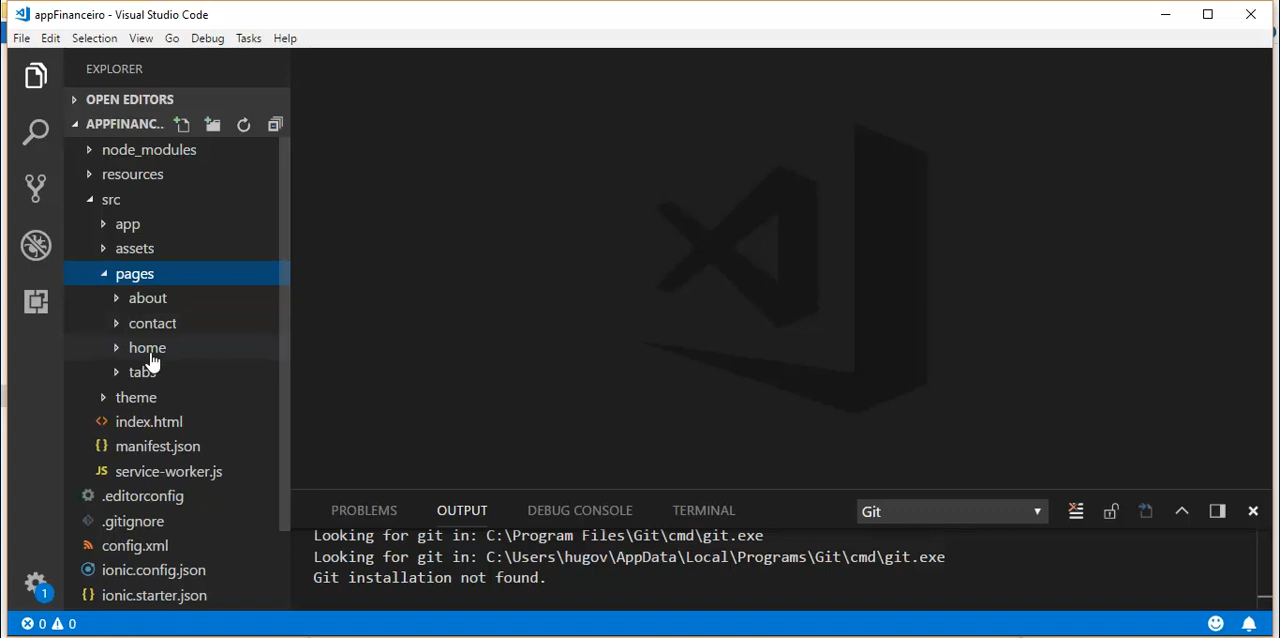 appFinanceiro - Visual Studio Code
File Edit Selection View Go Debug Tasks Help
EXPLORER
OPEN EDITORS
APPFINANC...
node_modules
resources
src
app
assets
pages
about
contact
home
tabs
theme
<> index.html
{} manifest.json
JS service-worker.js
.editorconfig
.gitignore
config.xml
ionic.config.json
{} ionic.starter.json
1
PROBLEMS OUTPUT DEBUG CONSOLE TERMINAL Git
Looking for git in: C:\Program Files\Git\cmd\git.exe
Looking for git in: C:\Users\hugov\AppData\Local\Programs\Git\cmd\git.exe
Git installation not found.
0 0